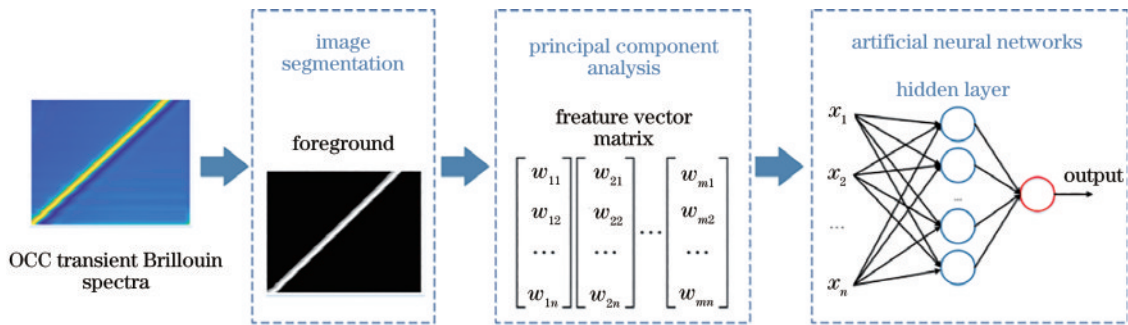 OCC transient Brillouin
spectra
image
segmentation
foreground
principal component
analysis
freature vector
matrix
w11 w21 wm1
w12 w22 wm2
... ... ... ...
w1n w2n wmn
artificial neural networks
hidden layer
x1
x2
...
xn
...
output